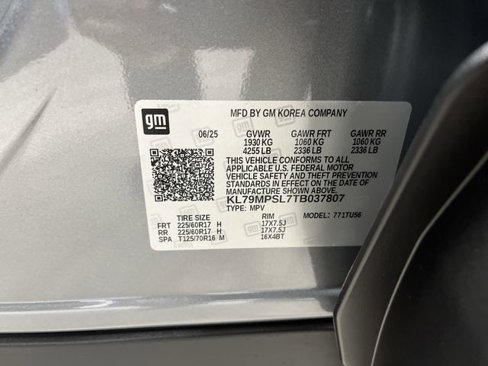 gm
MFD BY GM KOREA COMPANY
06/25 GVWR GAWR FRT GAWR RR
1930 KG 1060 KG 1060 KG
4255 LB 2336 LB 2336 LB
THIS VEHICLE CONFORMS TO ALL
APPLICABLE U.S. FEDERAL MOTOR
VEHICLE SAFETY AND THEFT
PREVENTION STANDARDS IN EFFECT
ON THE DATE OF MANUFACTURE
SHOWN ABOVE.
KL79MPSL7TB037807
TYPE: MPV MODEL: 771TU56
TIRE SIZE RIM
FRT 225/60R17 H 17X7.5J
RR 225/60R17 H 17X7.5J
SPA T125/70R16 M 16X4BT